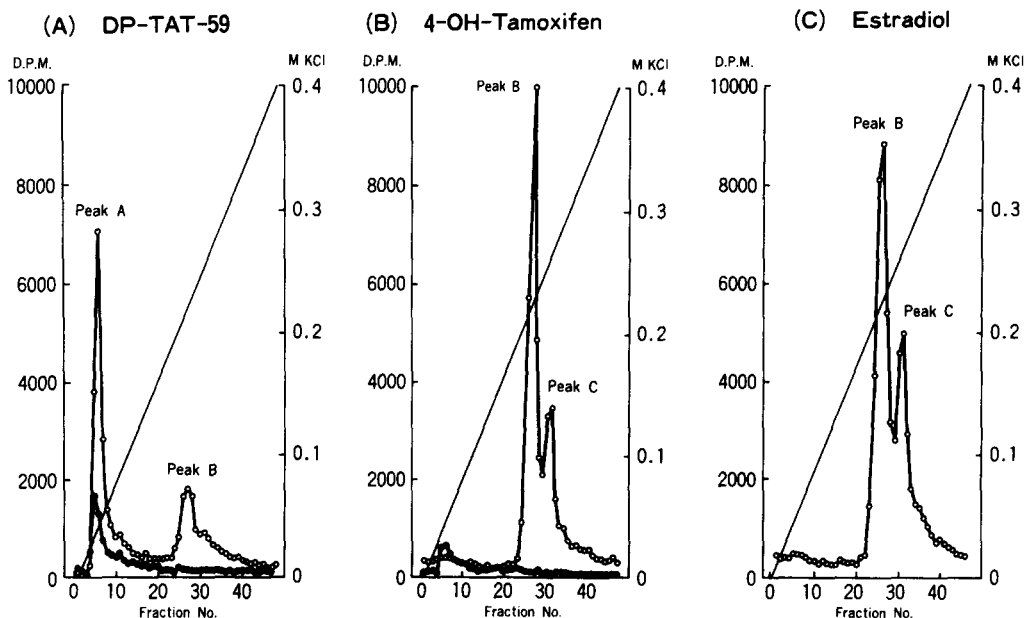 (A) DP-TAT-59
D.P.M.
M KCl
10000
8000
6000
4000
2000
0
0.4
0.3
0.2
0.1
0
Peak A
Peak B
0 10 20 30 40
Fraction No.
(B) 4-OH-Tamoxifen
D.P.M.
M KCl
10000
8000
6000
4000
2000
0
0.4
0.3
0.2
0.1
0
Peak B
Peak C
0 10 20 30 40
Fraction No.
(C) Estradiol
D.P.M.
M KCl
10000
8000
6000
4000
2000
0
0.4
0.3
0.2
0.1
0
Peak B
Peak C
0 10 20 30 40
Fraction No.